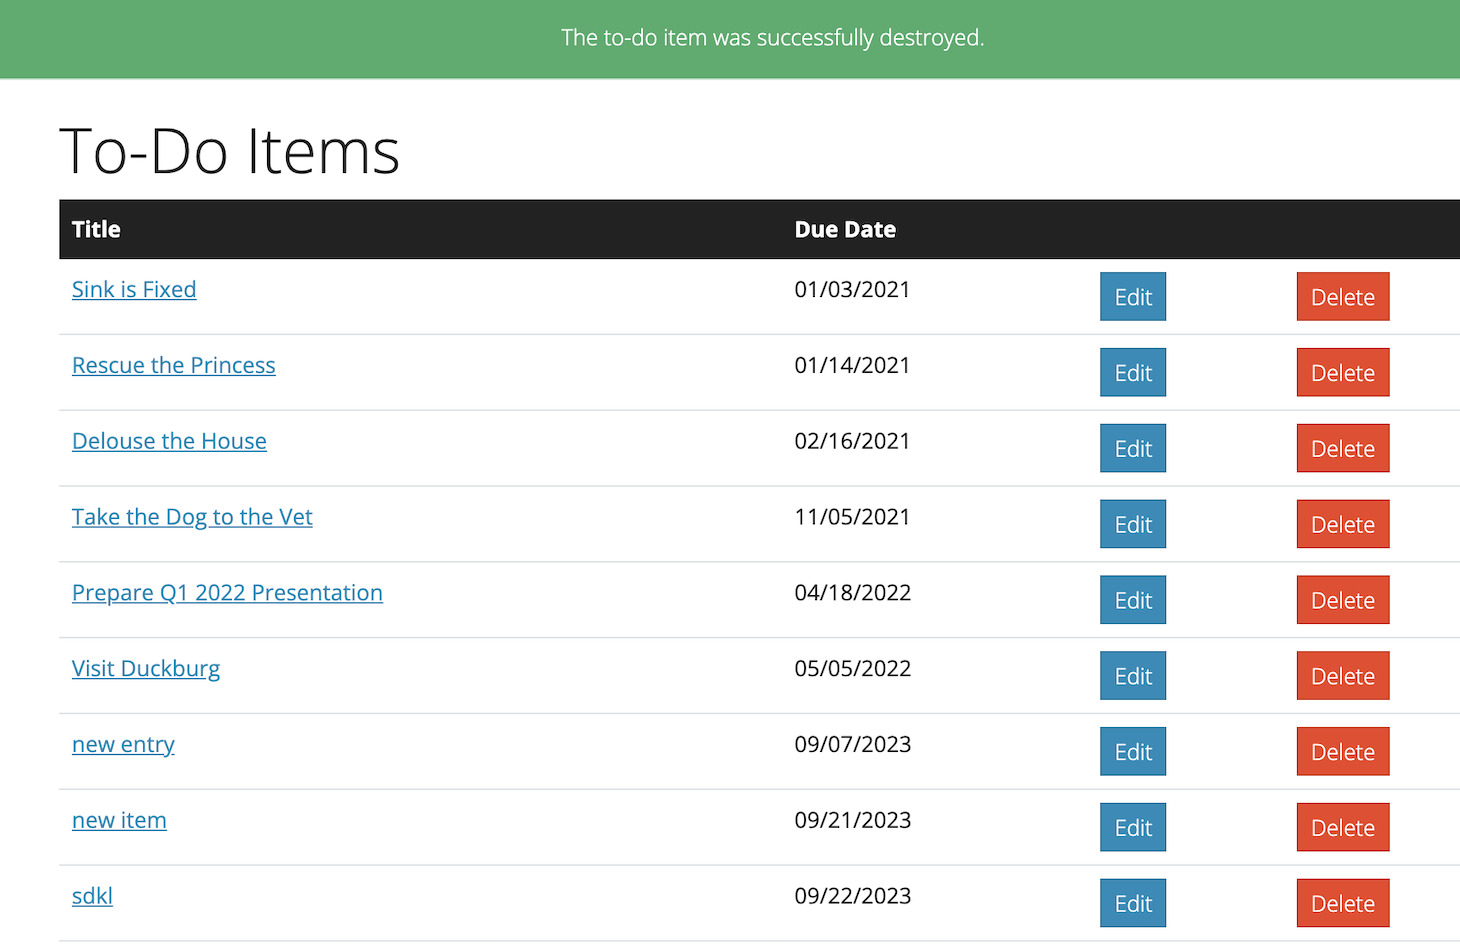 The to-do item was successfully destroyed.
To-Do Items
Title Due Date
Sink is Fixed 01/03/2021 Edit Delete
Rescue the Princess 01/14/2021 Edit Delete
Delouse the House 02/16/2021 Edit Delete
Take the Dog to the Vet 11/05/2021 Edit Delete
Prepare Q1 2022 Presentation 04/18/2022 Edit Delete
Visit Duckburg 05/05/2022 Edit Delete
new entry 09/07/2023 Edit Delete
new item 09/21/2023 Edit Delete
sdkl 09/22/2023 Edit Delete